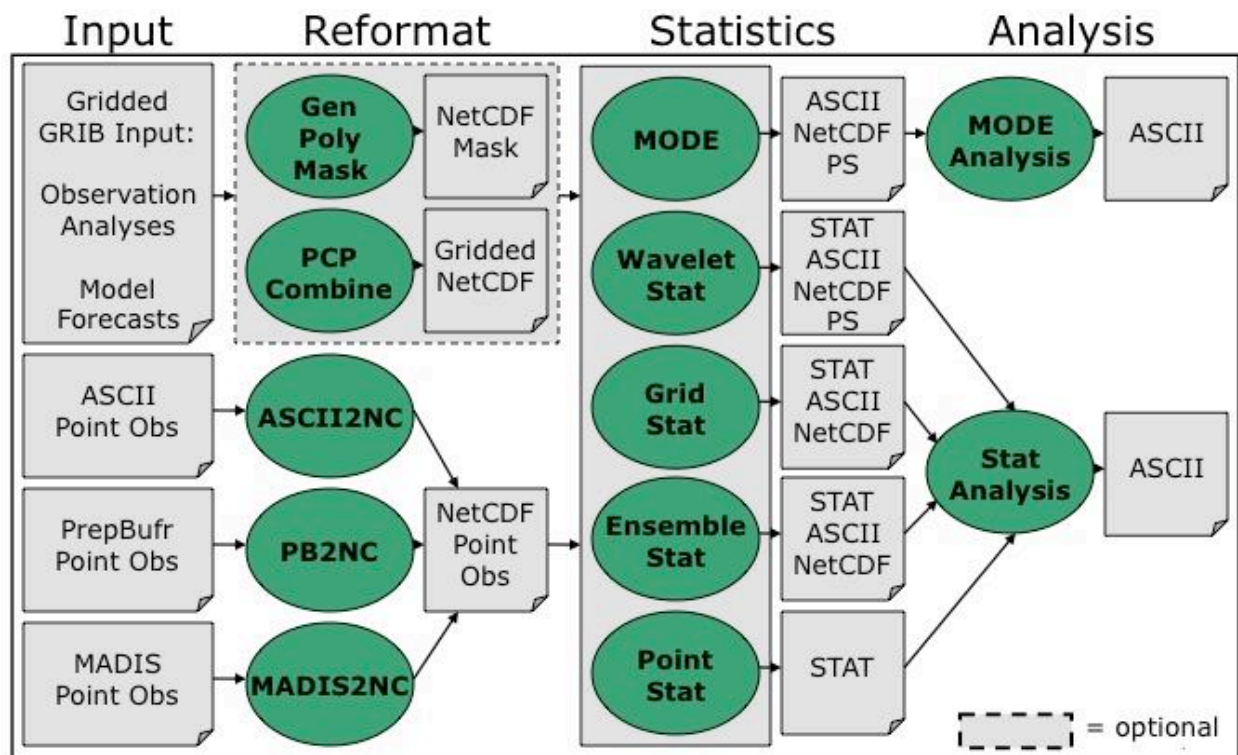 Input
Reformat
Statistics
Analysis
Gridded
GRIB Input:
Observation
Analyses
Model
Forecasts
Gen
Poly
Mask
NetCDF
Mask
PCP
Combine
Gridded
NetCDF
MODE
ASCII
NetCDF
PS
MODE
Analysis
ASCII
Wavelet
Stat
STAT
ASCII
NetCDF
PS
ASCII
Point Obs
ASCII2NC
Grid
Stat
STAT
ASCII
NetCDF
Stat
Analysis
ASCII
PrepBufr
Point Obs
PB2NC
NetCDF
Point
Obs
Ensemble
Stat
STAT
ASCII
NetCDF
MADIS
Point Obs
MADIS2NC
Point
Stat
STAT
= optional